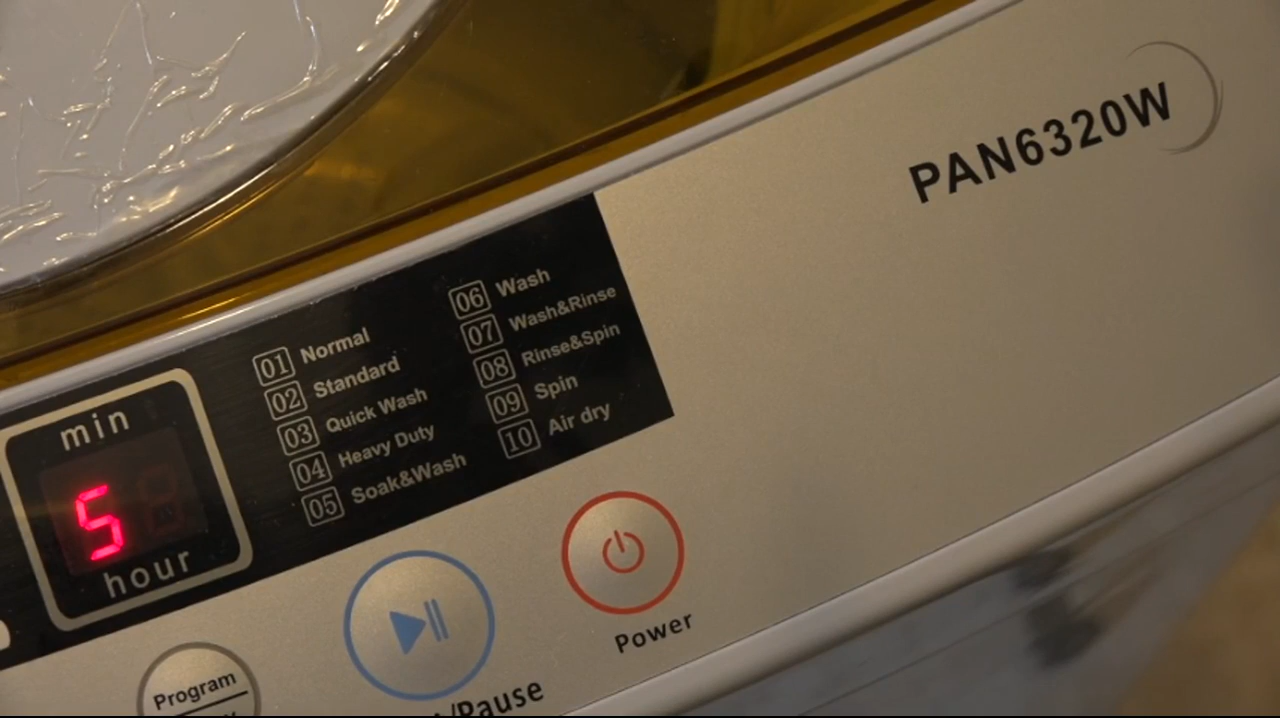 PAN6320W
01 Normal
02 Standard
03 Quick Wash
04 Heavy Duty
05 Soak&Wash
06 Wash
07 Wash&Rinse
08 Rinse&Spin
09 Spin
10 Air dry
min
5
hour
Power
/Pause
Program